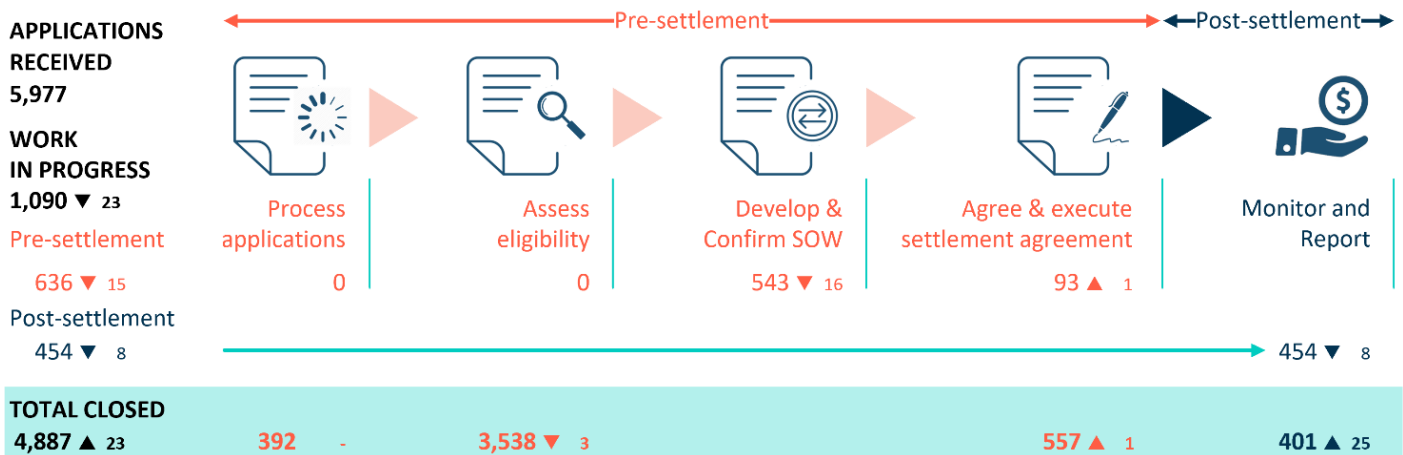 Pre-settlement
Post-settlement
APPLICATIONS
RECEIVED
5,977
WORK
IN PROGRESS
1,090 ▼ 23
$
Process
applications
Assess
eligibility
Develop &
Confirm SOW
Agree & execute
settlement agreement
Monitor and
Report
Pre-settlement
636 ▼ 15
0
0
543 ▼ 16
93 ▲ 1
Post-settlement
454 ▼ 8
454 ▼ 8
TOTAL CLOSED
4,887 ▲ 23
392 -
3,538 ▼ 3
557 ▲ 1
401 ▲ 25